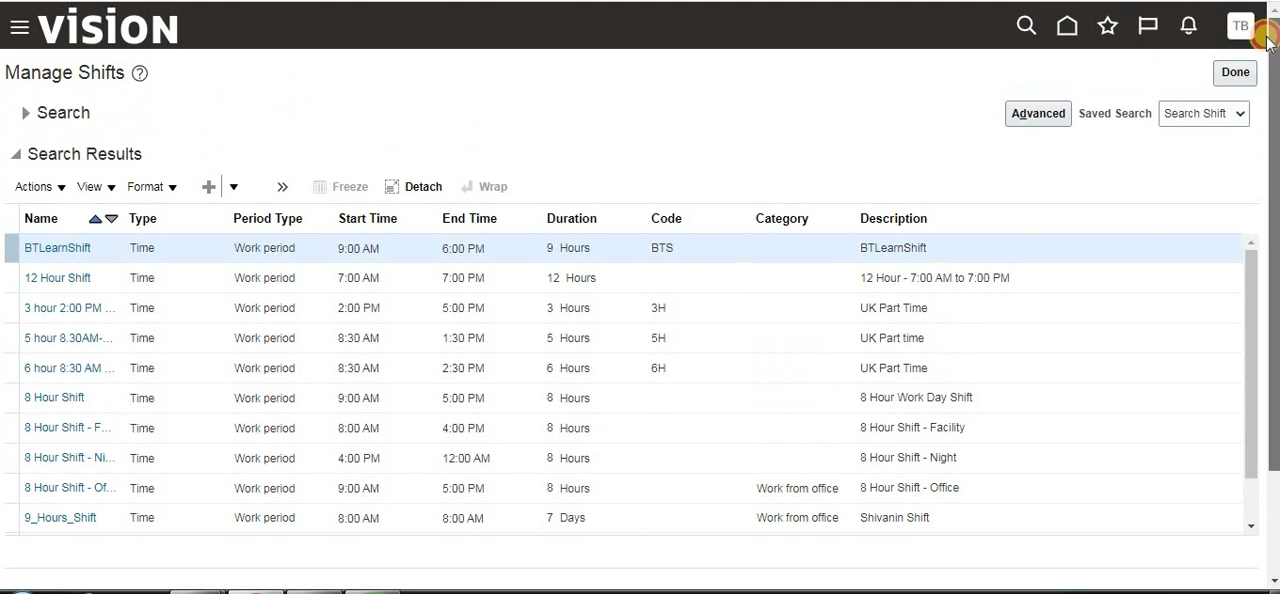 vision
TB
Manage Shifts ?
Done
Search
Advanced Saved Search Search Shift
Search Results
Actions View Format Freeze Detach Wrap
Name Type Period Type Start Time End Time Duration Code Category Description
BTLearnShift Time Work period 9:00 AM 6:00 PM 9 Hours BTS BTLearnShift
12 Hour Shift Time Work period 7:00 AM 7:00 PM 12 Hours 12 Hour - 7:00 AM to 7:00 PM
3 hour 2:00 PM ... Time Work period 2:00 PM 5:00 PM 3 Hours 3H UK Part Time
5 hour 8.30AM-... Time Work period 8:30 AM 1:30 PM 5 Hours 5H UK Part time
6 hour 8:30 AM ... Time Work period 8:30 AM 2:30 PM 6 Hours 6H UK Part Time
8 Hour Shift Time Work period 9:00 AM 5:00 PM 8 Hours 8 Hour Work Day Shift
8 Hour Shift - F... Time Work period 8:00 AM 4:00 PM 8 Hours 8 Hour Shift - Facility
8 Hour Shift - Ni... Time Work period 4:00 PM 12:00 AM 8 Hours 8 Hour Shift - Night
8 Hour Shift - Of... Time Work period 9:00 AM 5:00 PM 8 Hours Work from office 8 Hour Shift - Office
9_Hours_Shift Time Work period 8:00 AM 8:00 AM 7 Days Work from office Shivanin Shift